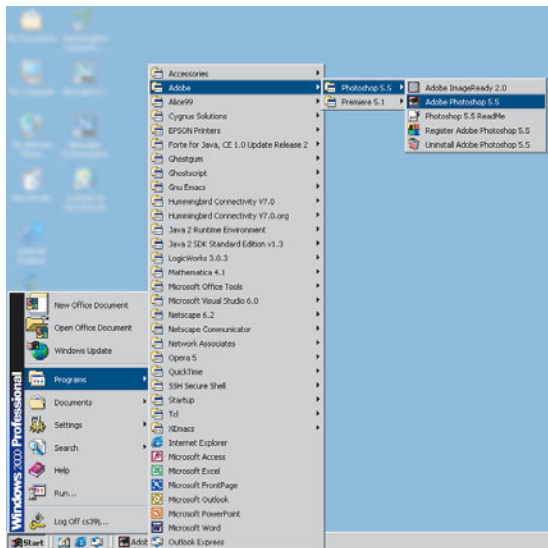 Accessories
Adobe
Alice99
Cygnus Solutions
EPSON Printers
Forte for Java, CE 1.0 Update Release 2
Ghostgum
Ghostscript
Gnu Emacs
Hummingbird Connectivity V7.0
Hummingbird Connectivity V7.0.org
Java 2 Runtime Environment
Java 2 SDK Standard Edition v1.3
LogicWorks 3.0.3
Mathematica 4.1
Microsoft Office Tools
Microsoft Visual Studio 6.0
Netscape 6.2
Netscape Communicator
Network Associates
Opera 5
QuickTime
SSH Secure Shell
Startup
Tcl
XEmacs
Internet Explorer
Microsoft Access
Microsoft Excel
Microsoft FrontPage
Microsoft Outlook
Microsoft PowerPoint
Microsoft Word
Outlook Express
Photoshop 5.5
Premiere 5.1
Adobe ImageReady 2.0
Adobe Photoshop 5.5
Photoshop 5.5 ReadMe
Register Adobe Photoshop 5.5
Uninstall Adobe Photoshop 5.5
New Office Document
Open Office Document
Windows Update
Programs
Documents
Settings
Search
Help
Run...
Log Off cs39j...
Windows 2000 Professional
Start
Adob